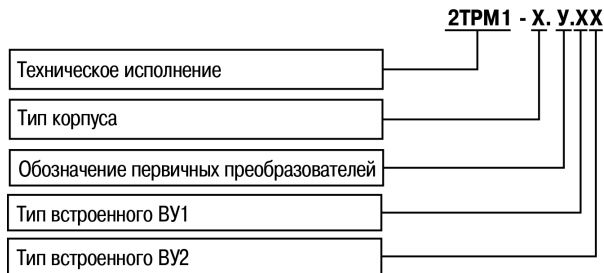 2ТРМ1 - Х. У.ХХ
Техническое исполнение
Тип корпуса
Обозначение первичных преобразователей
Тип встроенного ВУ1
Тип встроенного ВУ2